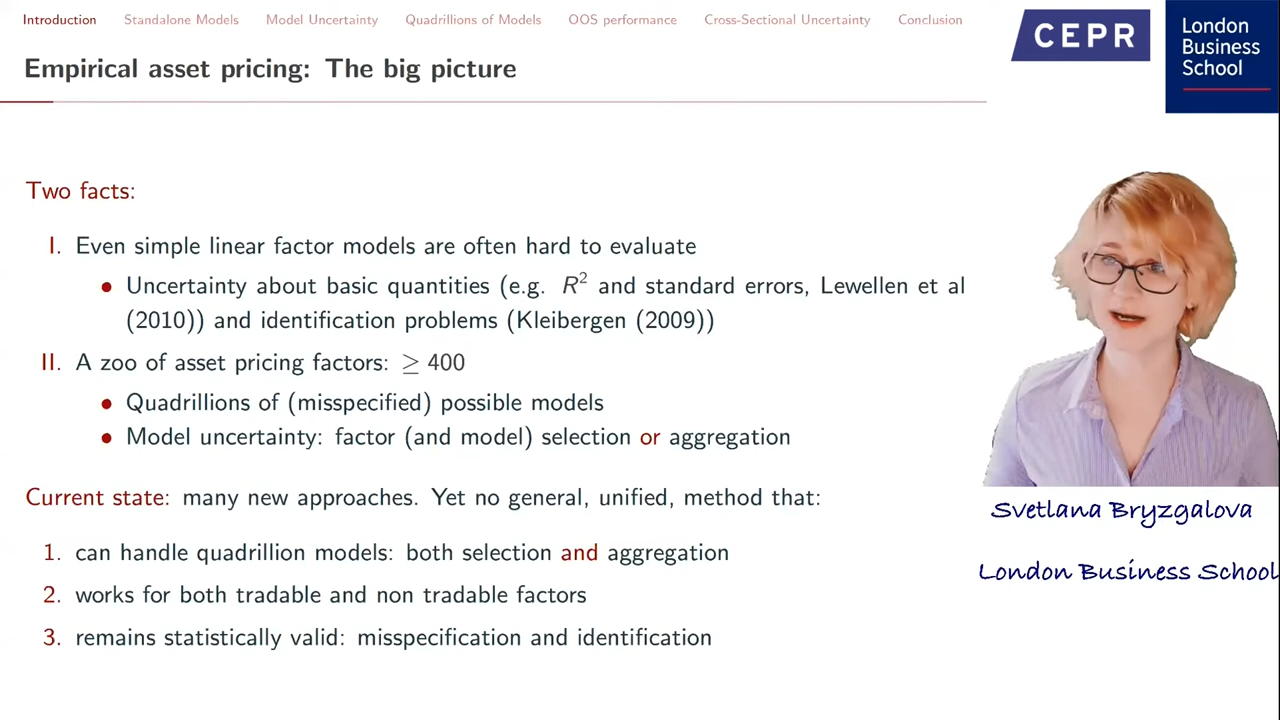 Introduction Standalone Models Model Uncertainty Quadrillions of Models OOS performance Cross-Sectional Uncertainty Conclusion
CEPR
London
Business
School
Empirical asset pricing: The big picture
Two facts:
I. Even simple linear factor models are often hard to evaluate
• Uncertainty about basic quantities (e.g. R² and standard errors, Lewellen et al
(2010)) and identification problems (Kleibergen (2009))
II. A zoo of asset pricing factors: ≥ 400
• Quadrillions of (misspecified) possible models
• Model uncertainty: factor (and model) selection or aggregation
Current state: many new approaches. Yet no general, unified, method that:
1. can handle quadrillion models: both selection and aggregation
2. works for both tradable and non tradable factors
3. remains statistically valid: misspecification and identification
Svetlana Bryzgalova
London Business School